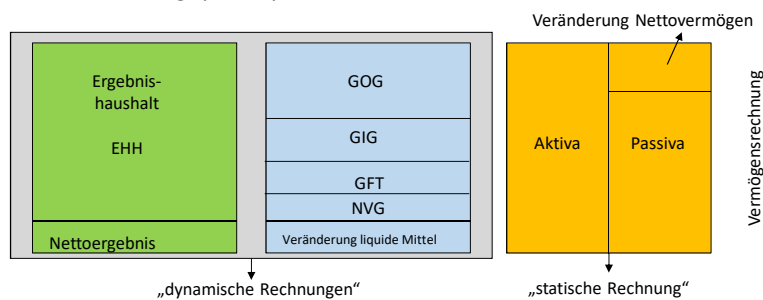 Veränderung Nettovermögen
Ergebnis-
haushalt
EHH
Nettoergebnis
GOG
GIG
GFT
NVG
Veränderung liquide Mittel
Aktiva
Passiva
Vermögensrechnung
„dynamische Rechnungen“
„statische Rechnung“